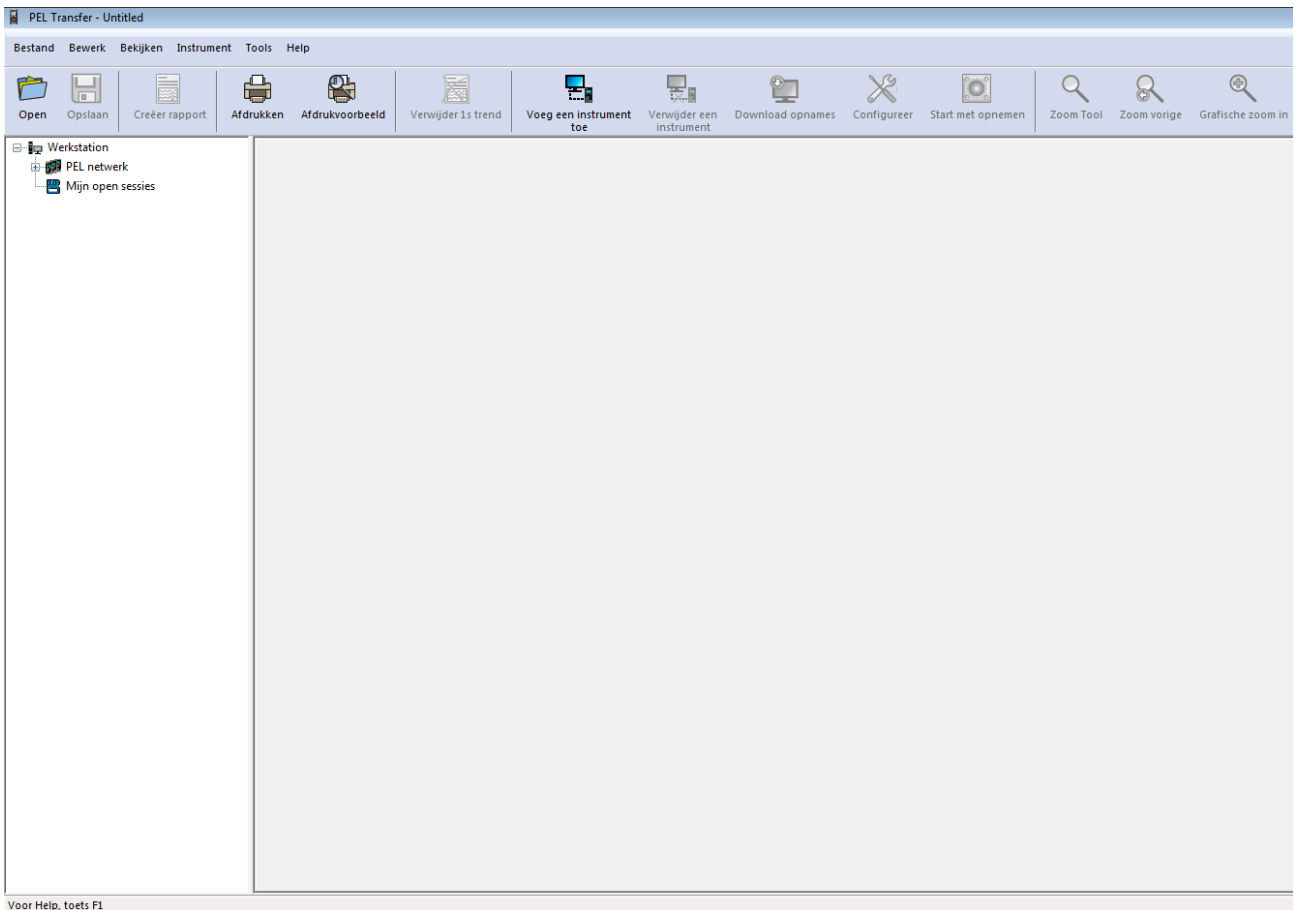 PEL Transfer - Untitled
Bestand Bewerk Bekijken Instrument Tools Help
Open Opslaan Creëer rapport Afdrukken Afdrukvoorbeeld Verwijder 1s trend Voeg een instrument toe Verwijder een instrument Download opnames Configureer Start met opnemen Zoom Tool Zoom vorige Grafische zoom in
Werkstation
PEL netwerk
Mijn open sessies
Voor Help, toets F1